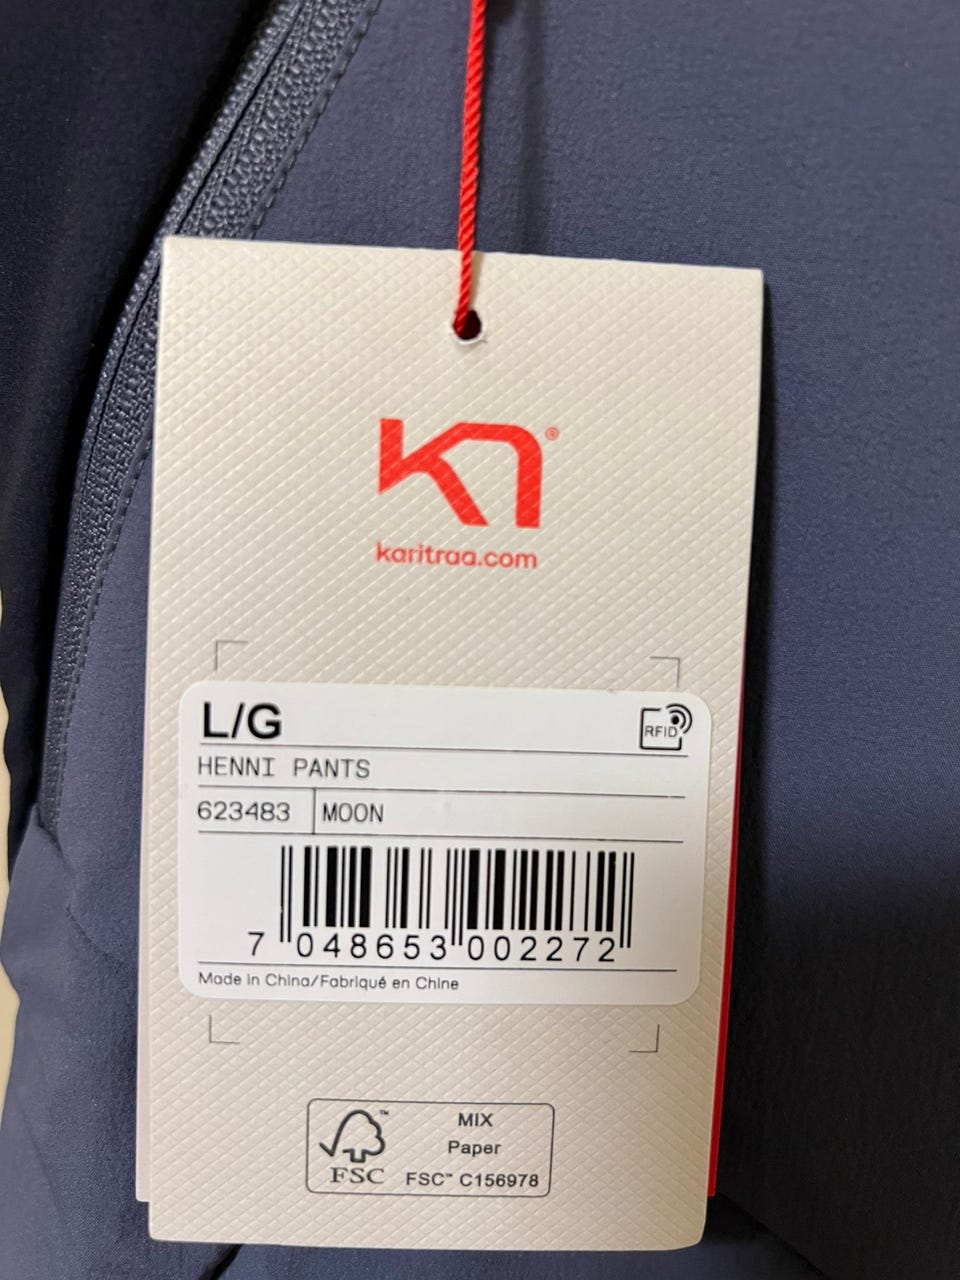 ®
karitraa.com
L/G
RFID
HENNI PANTS
623483 MOON
7 048653 002272
Made in China/Fabriqué en Chine
FSC™
MIX
Paper
FSC™ C156978